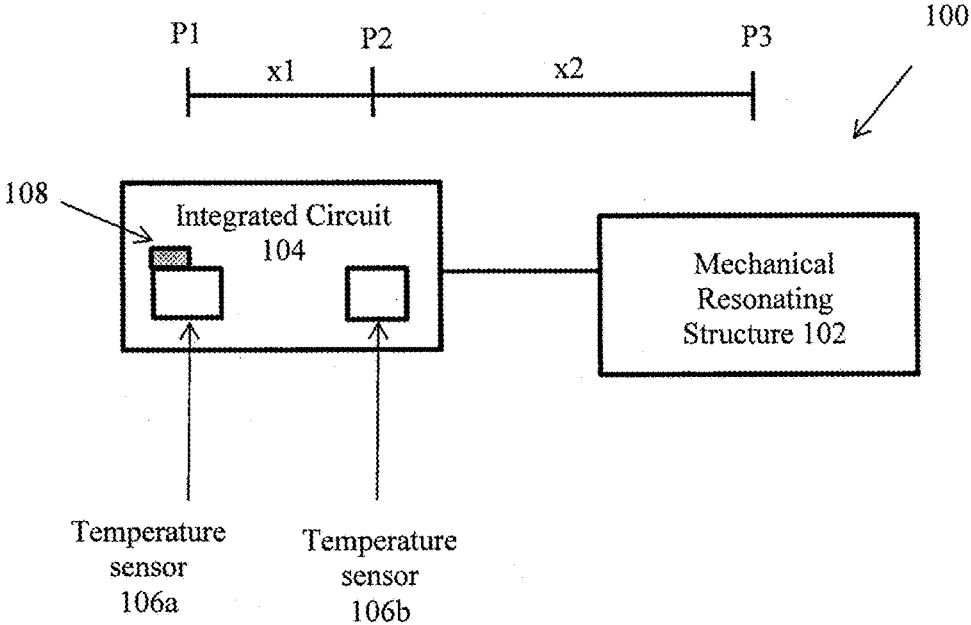 100
P1
P2
P3
x1
x2
108
Integrated Circuit
104
Mechanical
Resonating
Structure 102
Temperature
sensor
106a
Temperature
sensor
106b